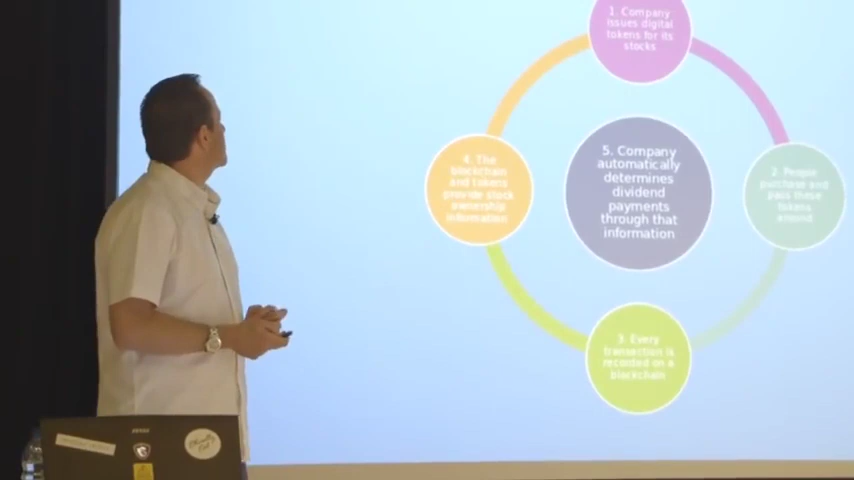 1. Company
issues digital
tokens for its
stocks
2. People
purchase and
pass these
tokens
around
3. Every
transaction is
recorded on a
blockchain
4. The
blockchain
and tokens
provide stock
ownership
information
5. Company
automatically
determines
dividend
payments
through that
information
msi